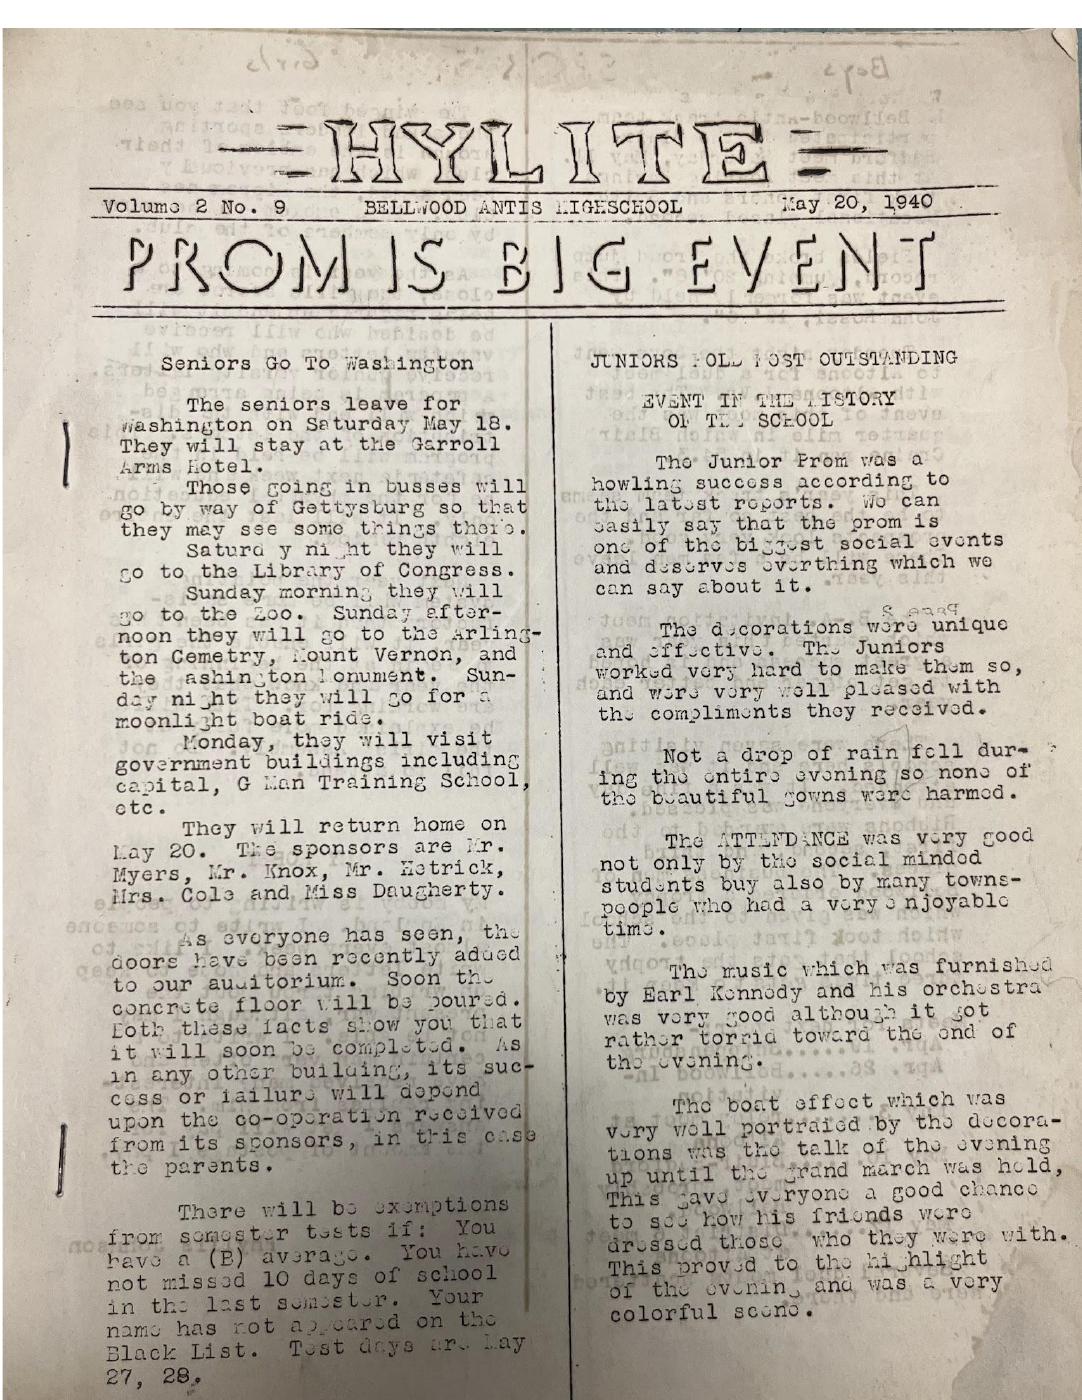 HYLITE
Volume 2 No. 9 BELLWOOD ANTIS HIGHSCHOOL May 20, 1940
PROM IS BIG EVENT
Seniors Go To Washington
The seniors leave for
Washington on Saturday May 18.
They will stay at the Carroll
Arms Hotel.
Those going in busses will
go by way of Gettysburg so that
they may see some things there.
Saturday night they will
go to the Library of Congress.
Sunday morning they will
go to the Zoo. Sunday after-
noon they will go to the Arling-
ton Cemetry, Mount Vernon, and
the Washington Monument. Sun-
day night they will go for a
moonlight boat ride.
Monday, they will visit
government buildings including
capital, G Man Training School,
etc.
They will return home on
May 20. The sponsors are Mr.
Myers, Mr. Knox, Mr. Hetrick,
Mrs. Cole and Miss Daugherty.
As everyone has seen, the
doors have been recently added
to our auditorium. Soon the
concrete floor will be poured.
Both these facts show you that
it will soon be completed. As
in any other building, its suc-
cess or failure will depend
upon the co-operation received
from its sponsors, in this case
the parents.
There will be exemptions
from semester tests if: You
have a (B) average. You have
not missed 10 days of school
in the last semester. Your
name has not appeared on the
Black List. Test days are May
27, 28.
JUNIORS HOLD MOST OUTSTANDING
EVENT IN THE HISTORY
OF THE SCHOOL
The Junior Prom was a
howling success according to
the latest reports. We can
easily say that the prom is
one of the biggest social events
and deserves everthing which we
can say about it.
The decorations were unique
and effective. The Juniors
worked very hard to make them so,
and were very well pleased with
the compliments they received.
Not a drop of rain fell dur-
ing the entire evening so none of
the beautiful gowns were harmed.
The ATTENDANCE was very good
not only by the social minded
students buy also by many towns-
people who had a very enjoyable
time.
The music which was furnished
by Earl Kennedy and his orchestra
was very good although it got
rather torrid toward the end of
the evening.
The boat effect which was
very well portraied by the decora-
tions was the talk of the evening
up until the grand march was held,
This gave everyone a good chance
to see how his friends were
dressed those who they were with.
This proved to the highlight
of the evening and was a very
colorful scene.